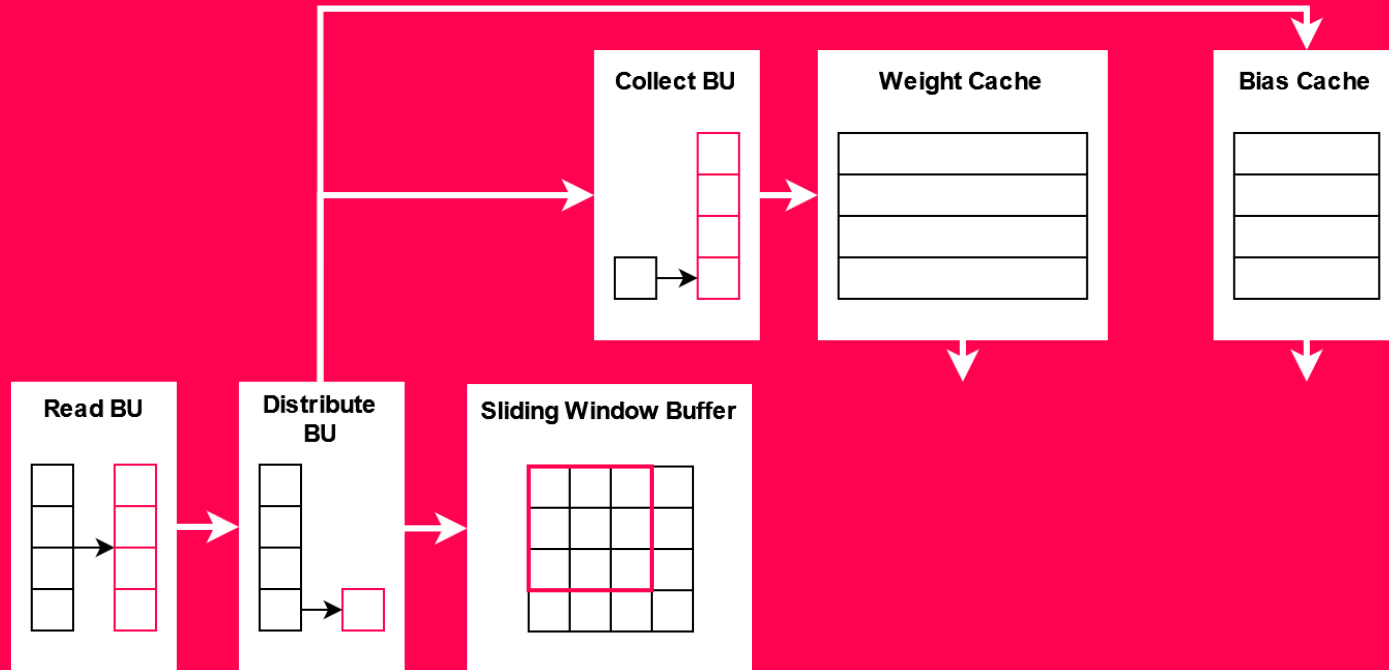 Collect BU
Weight Cache
Bias Cache
Read BU
Distribute
BU
Sliding Window Buffer